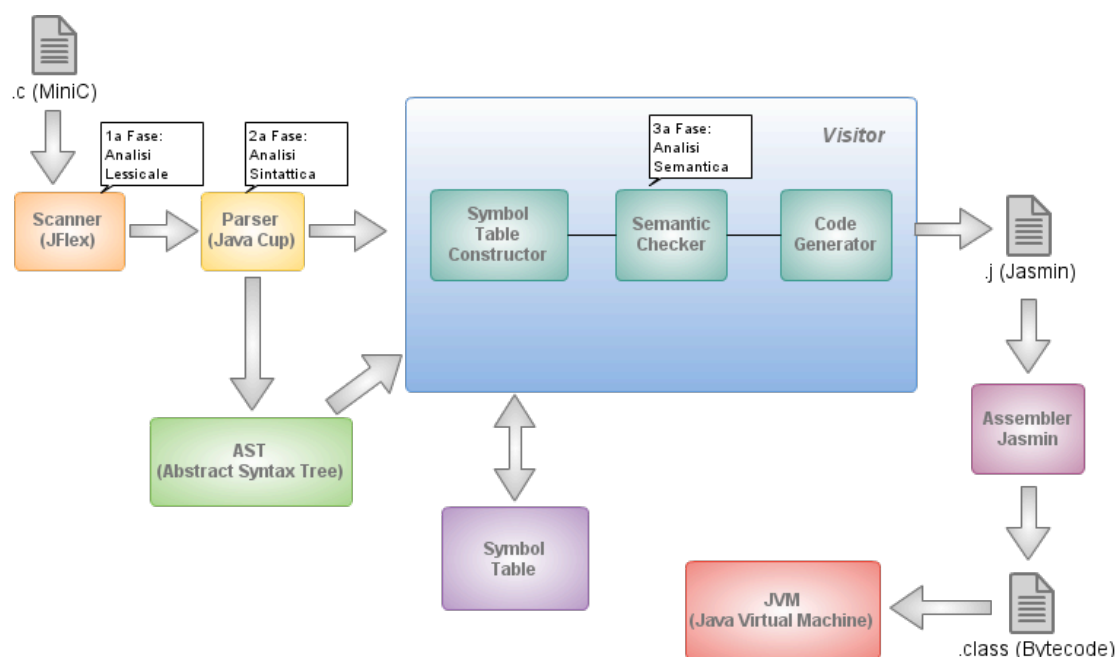 .c (MiniC)
1a Fase:
Analisi
Lessicale
2a Fase:
Analisi
Sintattica
3a Fase:
Analisi
Semantica
Visitor
Scanner
(JFlex)
Parser
(Java Cup)
Symbol
Table
Constructor
Semantic
Checker
Code
Generator
.j (Jasmin)
Assembler
Jasmin
AST
(Abstract Syntax Tree)
Symbol
Table
JVM
(Java Virtual Machine)
.class (Bytecode)